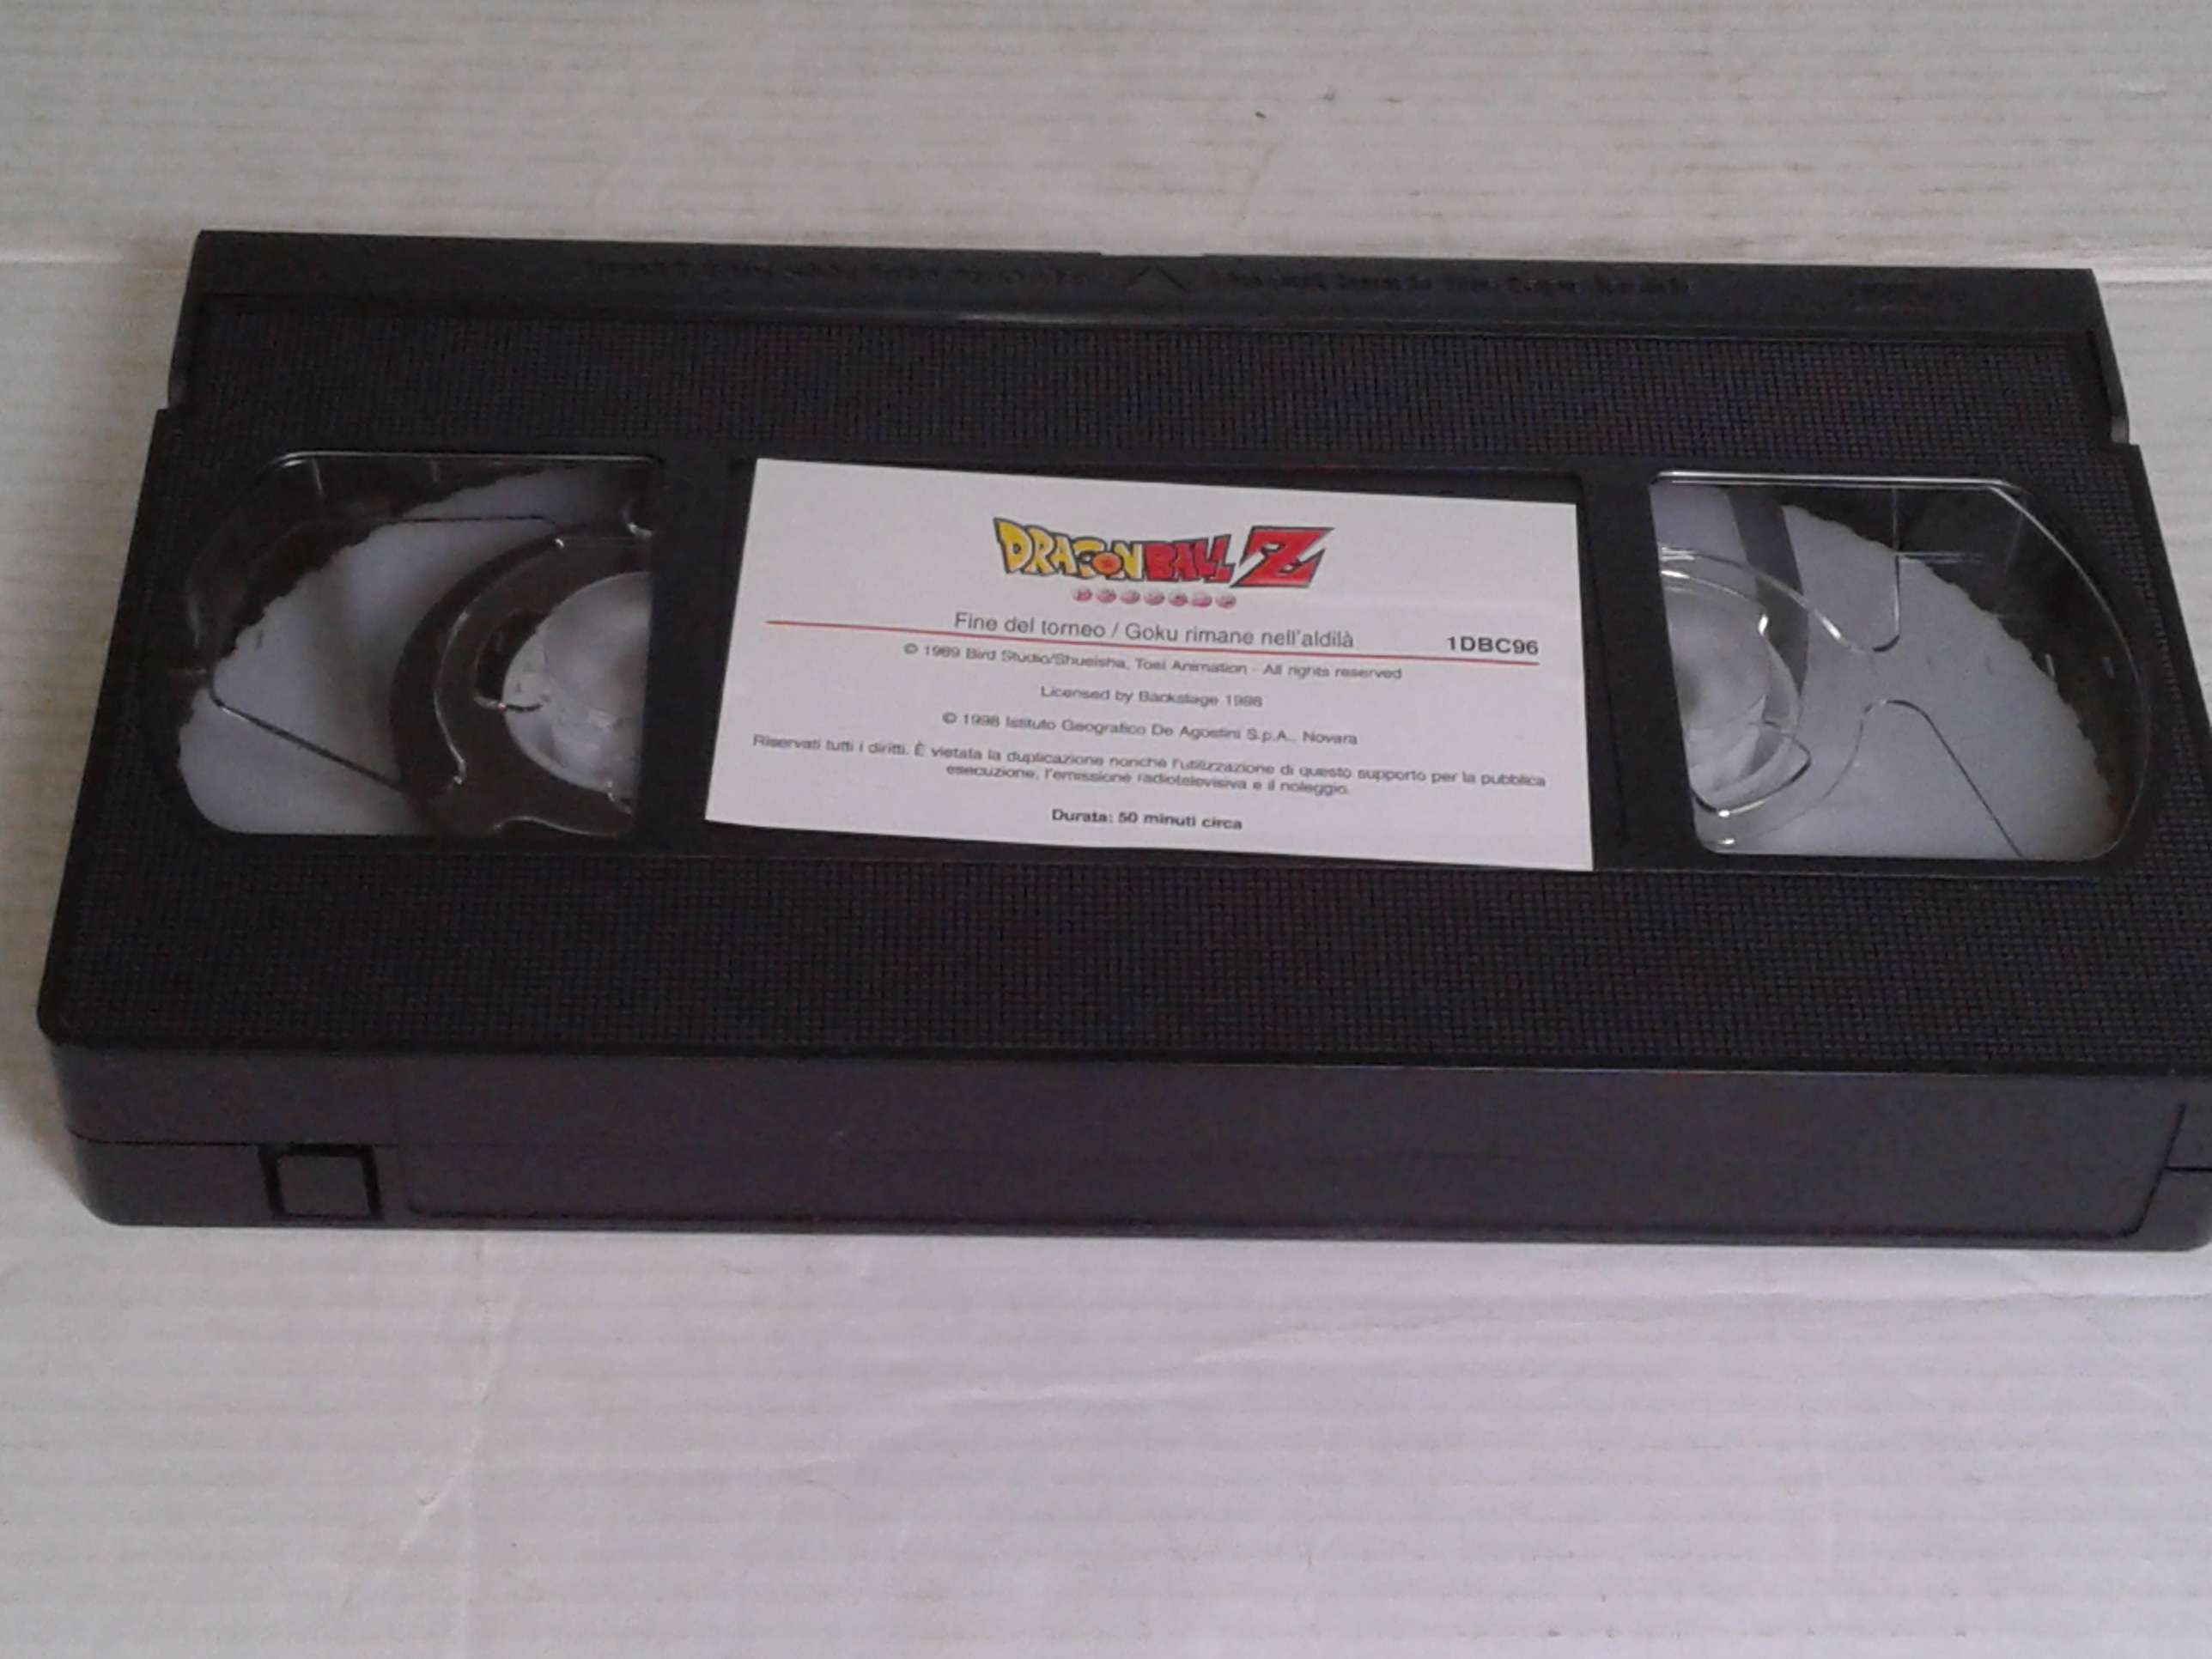 DRAGON BALL Z
Fine del torneo / Goku rimane nell'aldilà 1DBC96
© 1989 Bird Studio/Shueisha, Toei Animation - All rights reserved
Licensed by Backstage 1998
© 1998 Istituto Geografico De Agostini S.p.A., Novara
Riservati tutti i diritti. È vietata la duplicazione nonché l'utilizzazione di questo supporto per la pubblica
esecuzione, l'emissione radiotelevisiva e il noleggio.
Durata: 50 minuti circa